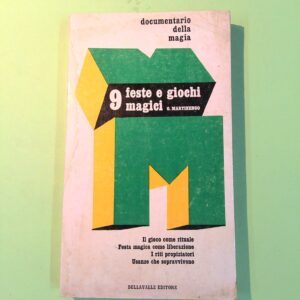 documentario
della
magia
9 feste e giochi
magici G. MARTINENGO
Il gioco come rituale
Festa magica come liberazione
I riti propiziatori
Usanze che sopravvivono
DELLAVALLE EDITORE